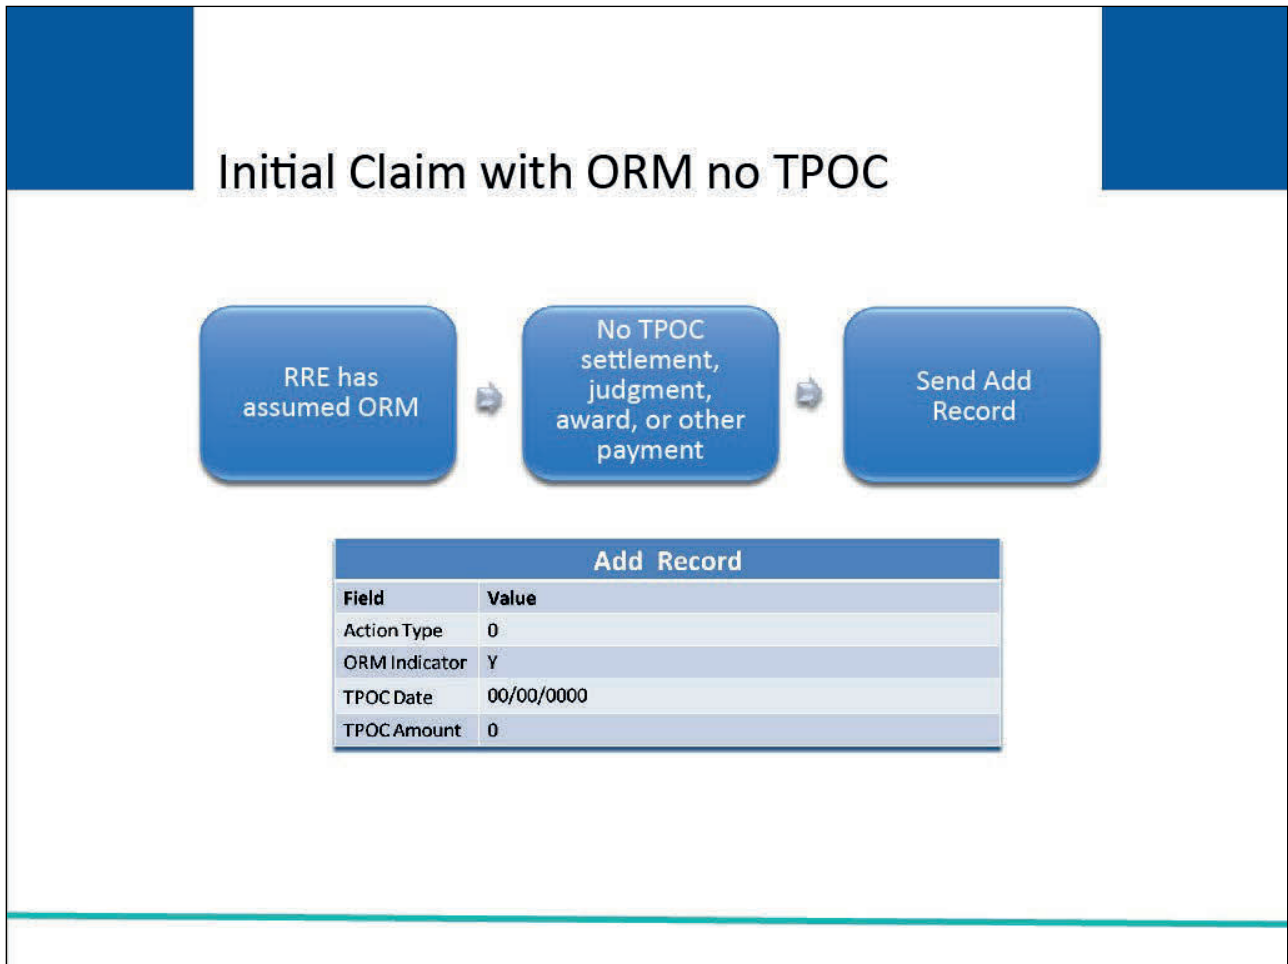 Initial Claim with ORM no TPOC
RRE has
assumed ORM
No TPOC
settlement,
judgment,
award, or other
payment
Send Add
Record
Add Record
Field Value
Action Type 0
ORM Indicator Y
TPOC Date 00/00/0000
TPOC Amount 0